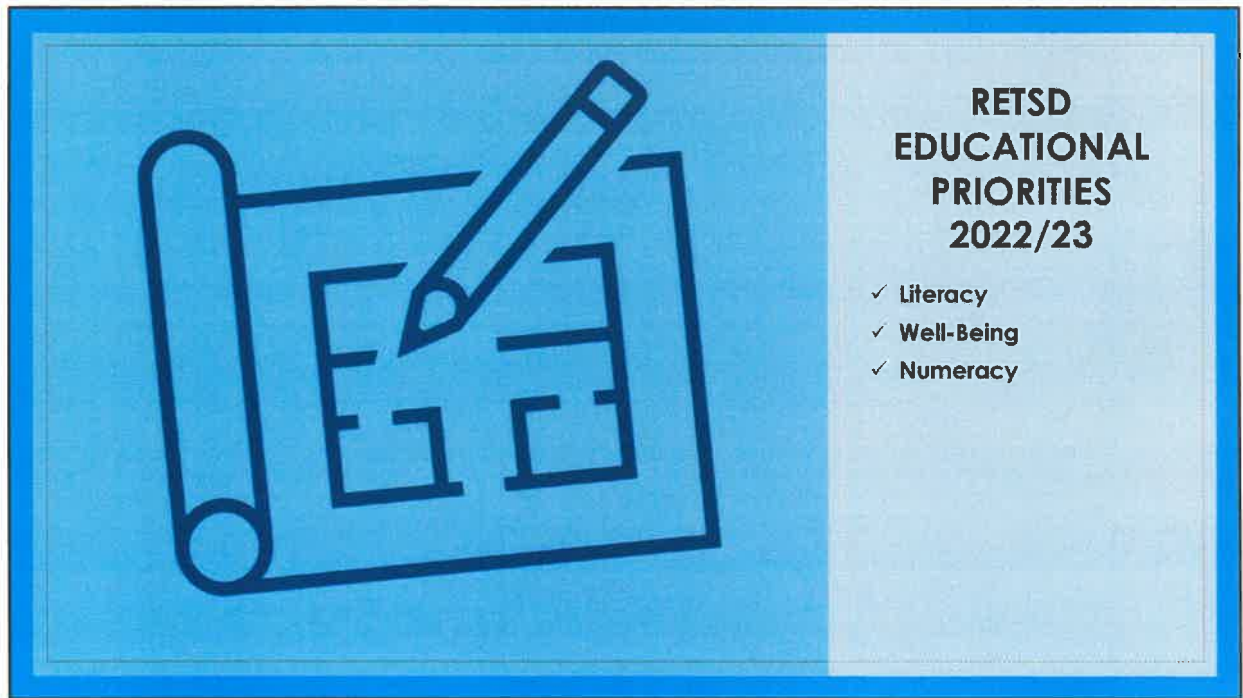 RETSD
EDUCATIONAL
PRIORITIES
2022/23
✓ Literacy
✓ Well-Being
✓ Numeracy